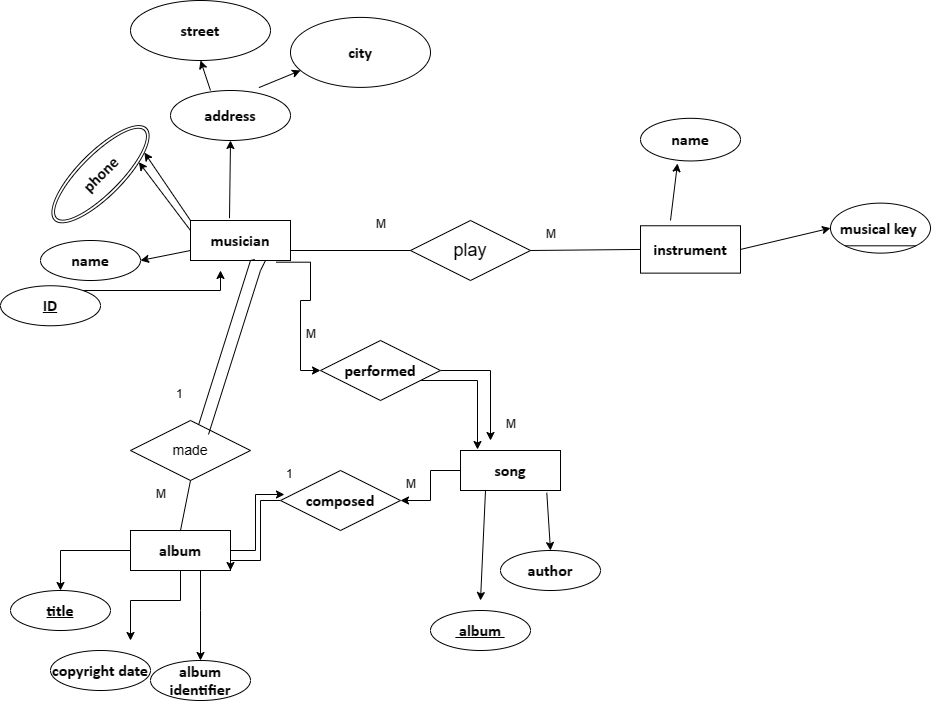 street
city
address
name
phone
M
musician
M
play
instrument
musical key
name
ID
M
performed
1
M
made
song
1
M
composed
M
album
author
title
album
copyright date
album
identifier